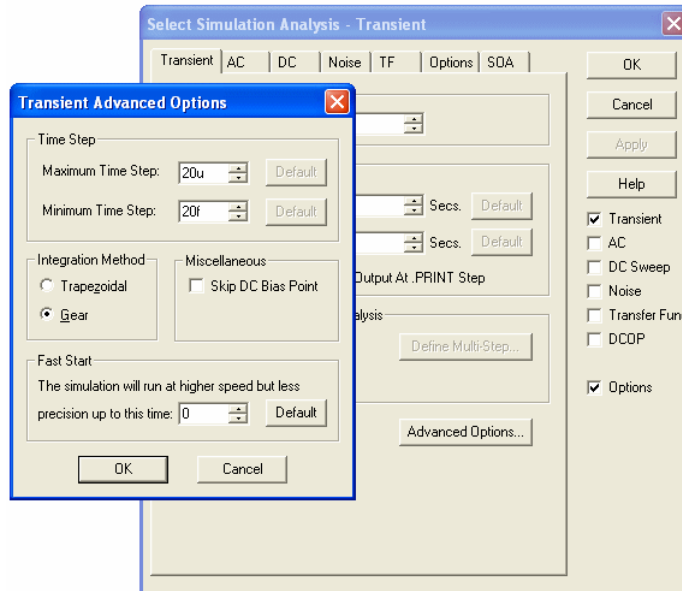 Select Simulation Analysis - Transient
Transient AC DC Noise TF Options SOA
OK
Cancel
Apply
Help
Transient
AC
DC Sweep
Noise
Transfer Fun
DCOP
Options
Secs. Default
Secs. Default
Output At .PRINT Step
alysis
Define Multi-Step...
Advanced Options...
Transient Advanced Options
Time Step
Maximum Time Step: 20u Default
Minimum Time Step: 20f Default
Integration Method
Trapezoidal
Gear
Miscellaneous
Skip DC Bias Point
Fast Start
The simulation will run at higher speed but less
precision up to this time: 0 Default
OK Cancel